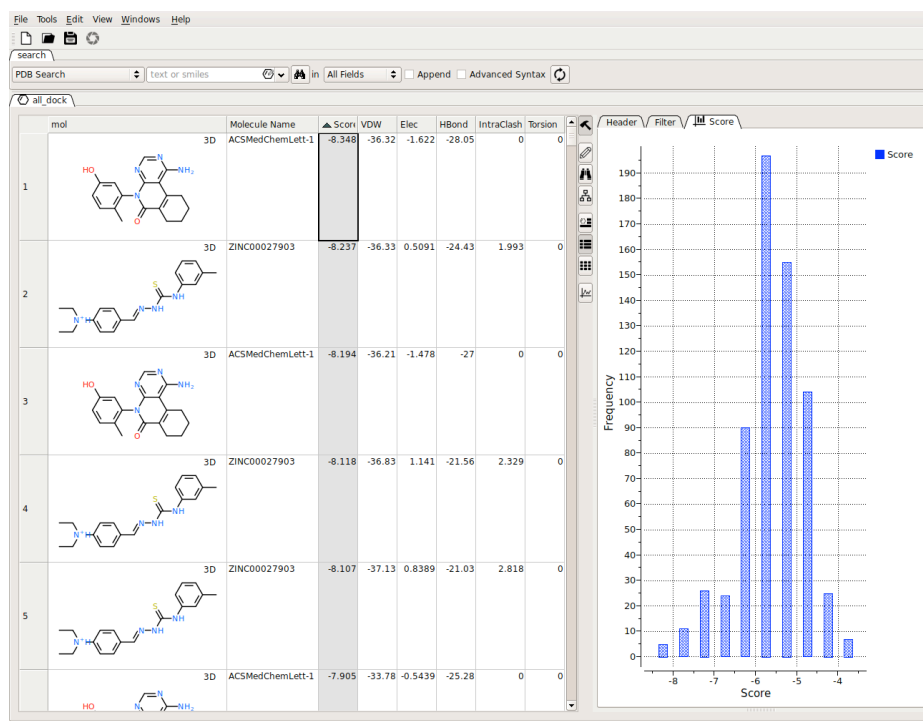 File Tools Edit View Windows Help
search
PDB Search text or smiles in All Fields Append Advanced Syntax
all_dock
mol Molecule Name Score VDW Elec HBond IntraClash Torsion
1 3D ACSMedChemLett-1 -8.348 -36.32 -1.622 -28.05 0 0
HO N N NH2 N O
2 3D ZINC00027903 -8.237 -36.33 0.5091 -24.43 1.993 0
S NH N+H N NH
3 3D ACSMedChemLett-1 -8.194 -36.21 -1.478 -27 0 0
HO N N NH2 N O
4 3D ZINC00027903 -8.118 -36.83 1.141 -21.56 2.329 0
S NH N+H N NH
5 3D ZINC00027903 -8.107 -37.13 0.8389 -21.03 2.818 0
S NH N+H N NH
3D ACSMedChemLett-1 -7.905 -33.78 -0.5439 -25.28 0 0
HO N N NH2
Header Filter Score
Score
190
180
170
160
150
140
130
120
110
100
90
80
70
60
50
40
30
20
10
0
Frequency
-8 -7 -6 -5 -4
Score